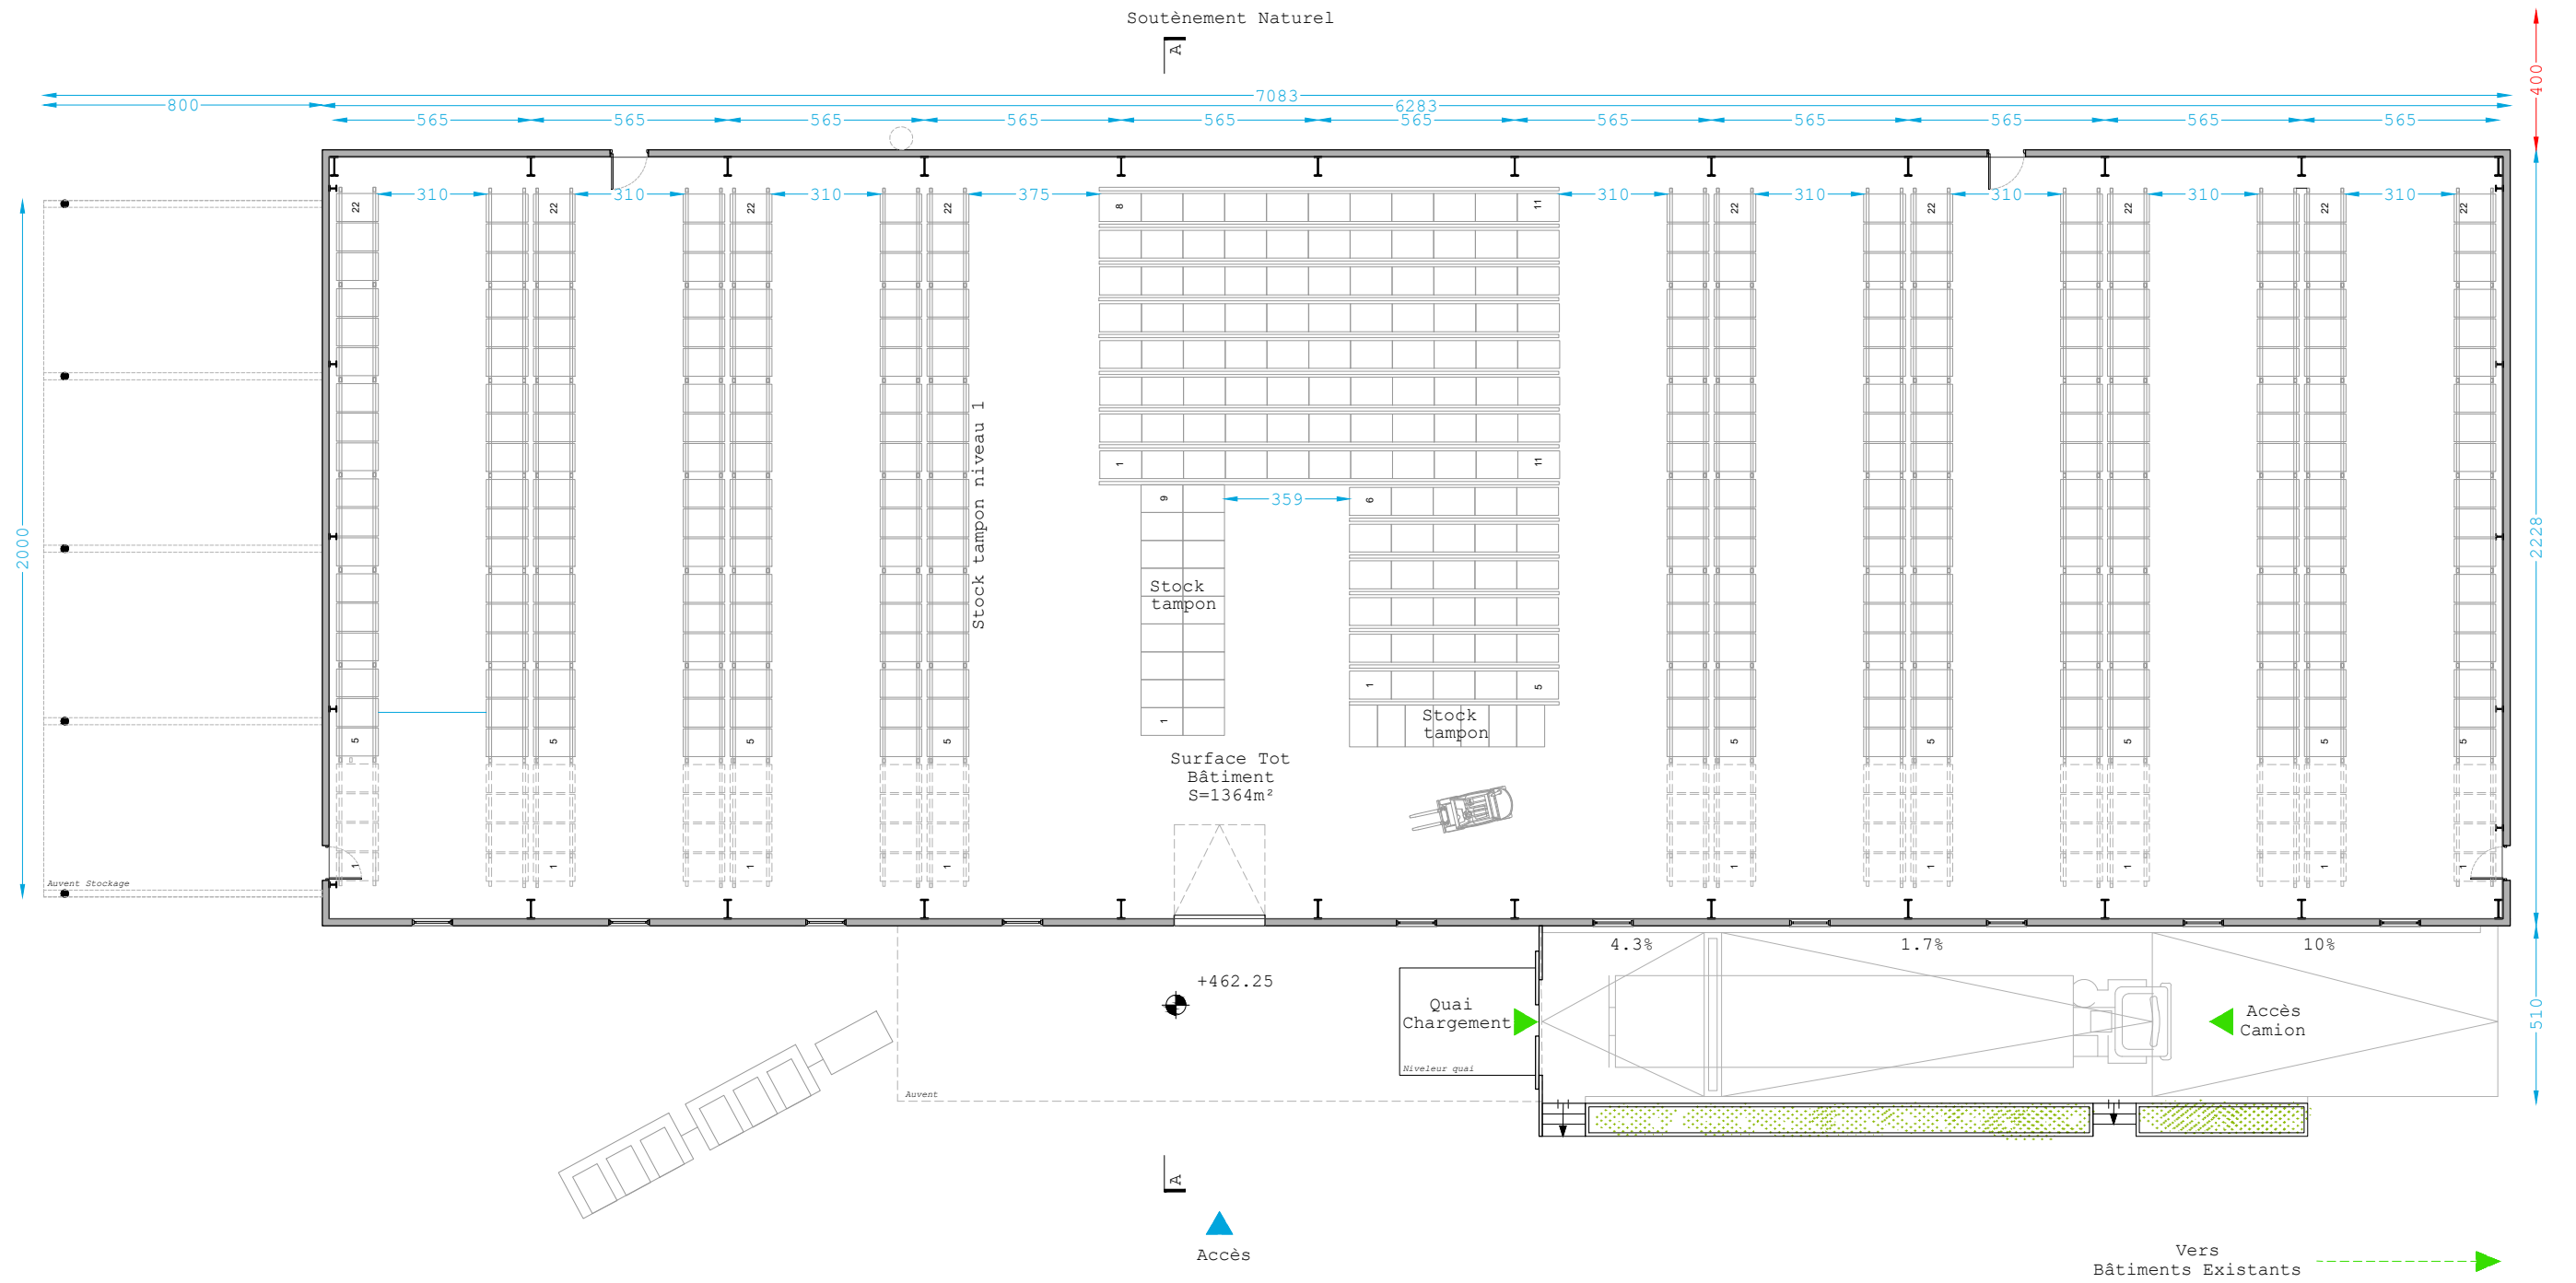 Soutènement Naturel
A
400
7083
800
6283
565 565 565 565 565 565 565 565 565 565 565
310 310 310 375 310 310 310 310 310
22 22 22 22 8 11 22 22 22 22 22
1 11
9 359 6
2000
2228
Stock tampon niveau 1
Stock
tampon
1 5
1
Stock
tampon
5 5 5 5 5 5 5 5 5
Surface Tot
Bâtiment
S=1364m²
1 1 1 1 1 1 1 1 1
Auvent Stockage
4.3% 1.7% 10%
+462.25
Quai
Chargement
Accès
Camion
510
Niveleur quai
Auvent
A
Accès
Vers
Bâtiments Existants